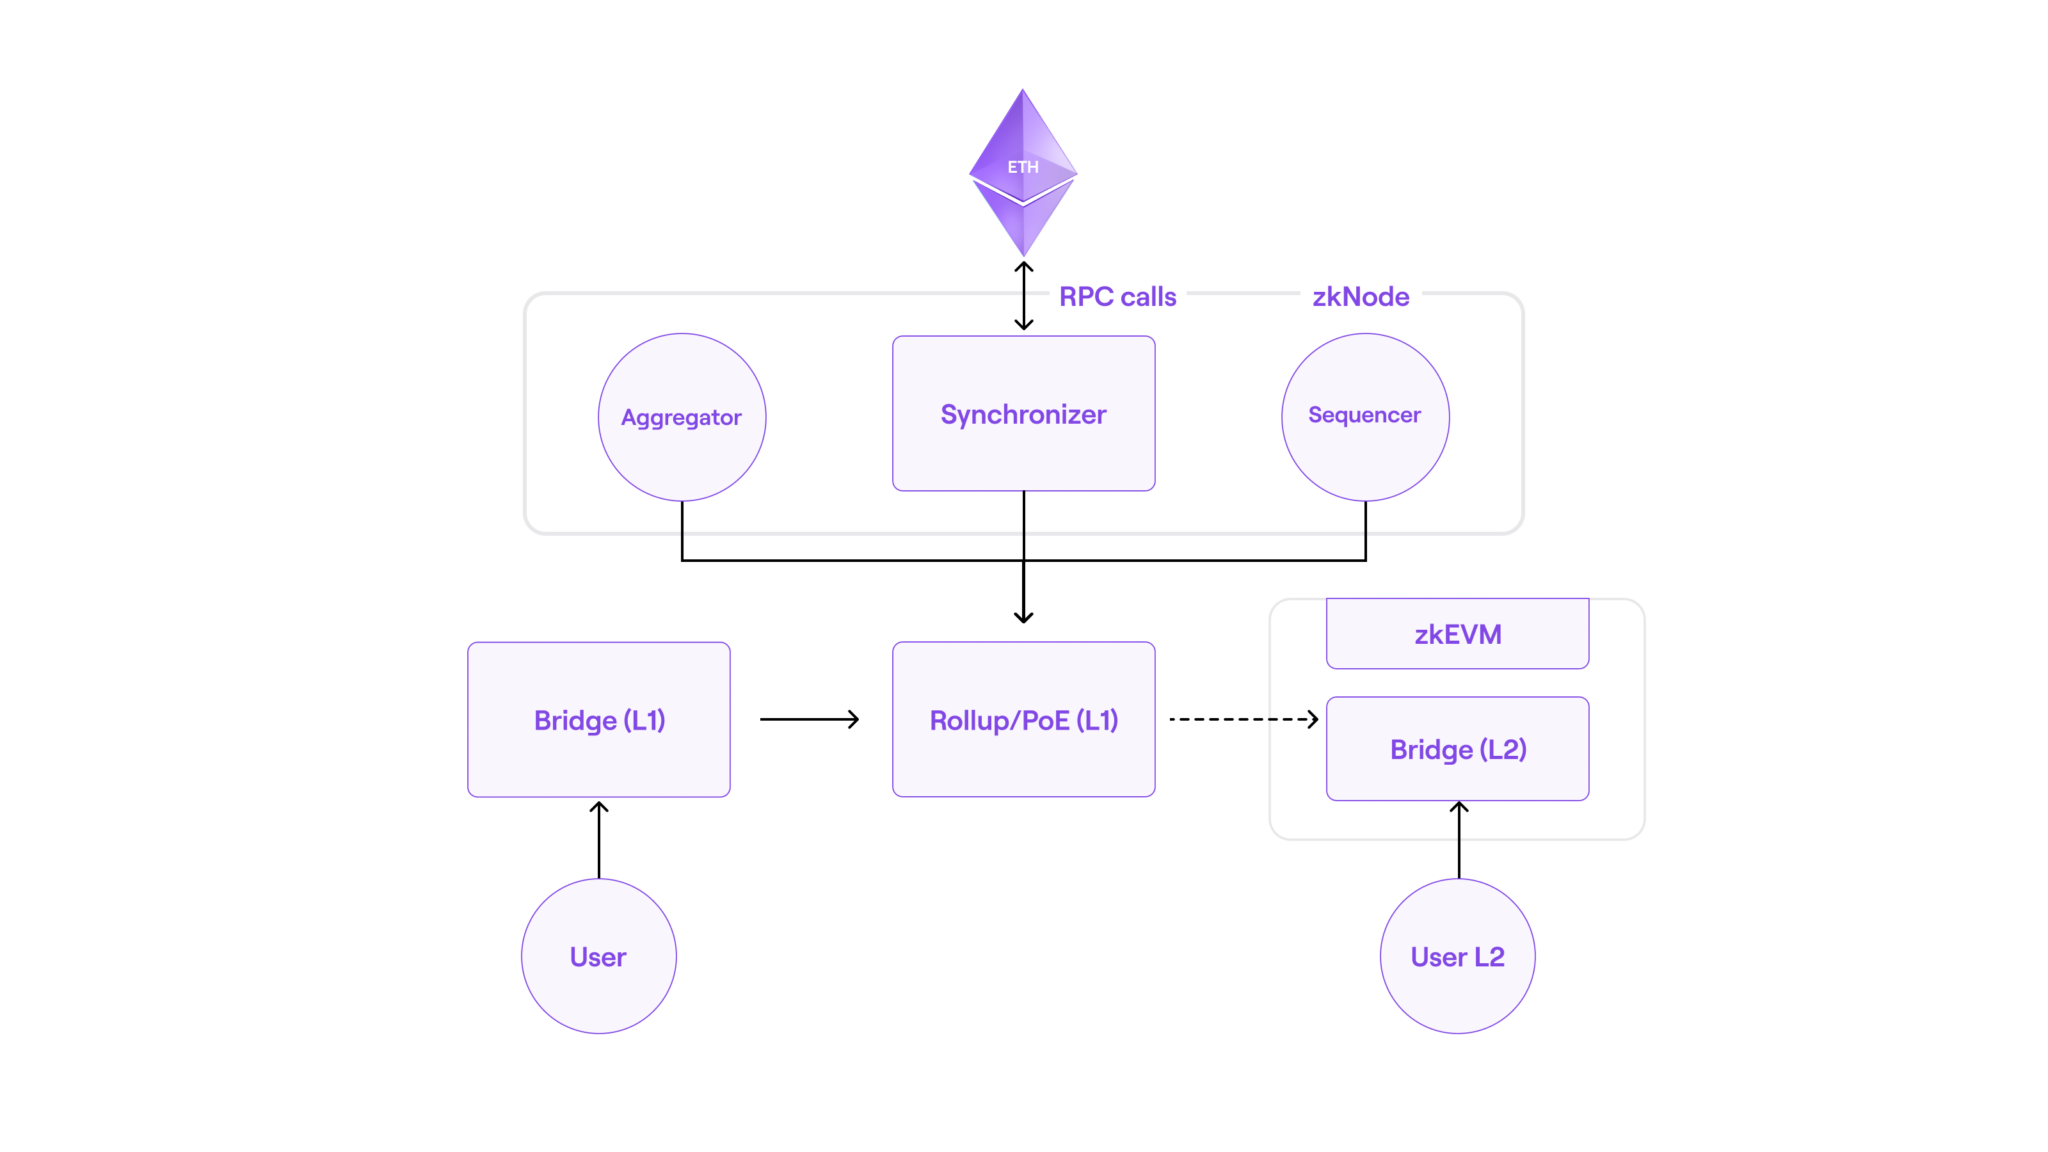 ETH
RPC calls
zkNode
Aggregator
Synchronizer
Sequencer
zkEVM
Bridge (L1)
Rollup/PoE (L1)
Bridge (L2)
User
User L2